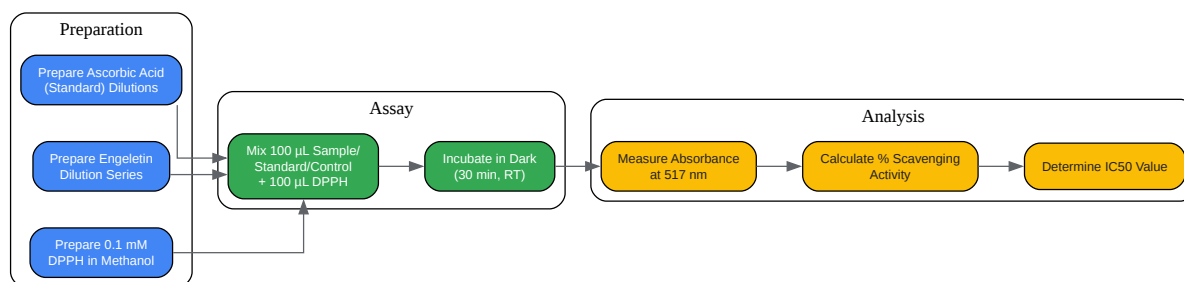 Preparation
Prepare Ascorbic Acid
(Standard) Dilutions
Prepare Engeletin
Dilution Series
Prepare 0.1 mM
DPPH in Methanol
Assay
Mix 100 µL Sample/
Standard/Control
+ 100 µL DPPH
Incubate in Dark
(30 min, RT)
Analysis
Measure Absorbance
at 517 nm
Calculate % Scavenging
Activity
Determine IC50 Value